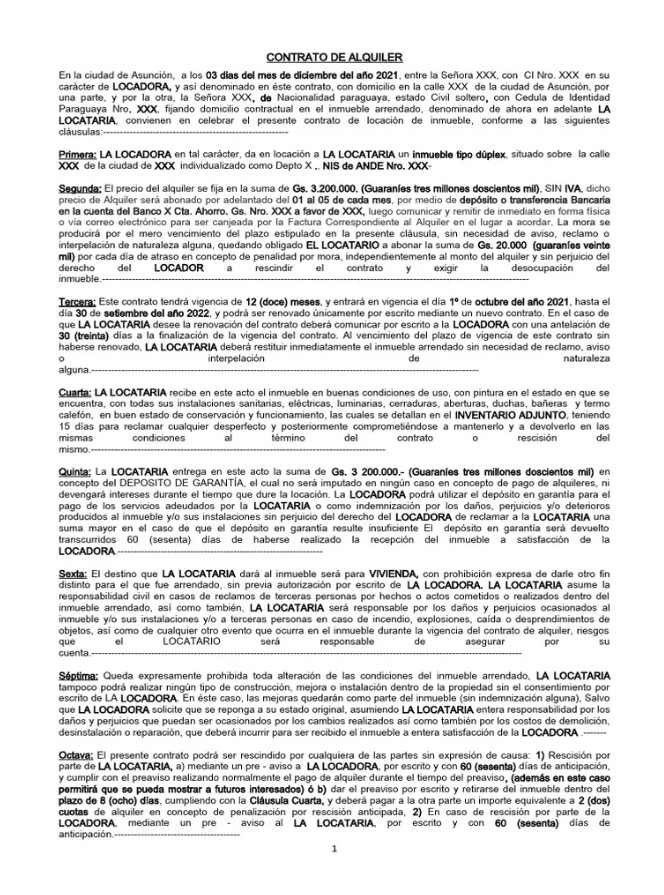 CONTRATO DE ALQUILER
En la ciudad de Asunción, a los 03 días del mes de diciembre del año 2021, entre la Señora XXX, con CI Nro. XXX en su
carácter de LOCADORA, y así denominado en éste contrato, con domicilio en la calle XXX de la ciudad de Asunción, por
una parte, y por la otra, la Señora XXX, de Nacionalidad paraguaya, estado Civil soltero, con Cedula de Identidad
Paraguaya Nro, XXX, fijando domicilio contractual en el inmueble arrendado, denominado de ahora en adelante LA
LOCATARIA, convienen en celebrar el presente contrato de locación de inmueble, conforme a las siguientes
cláusulas:---------------------------------------------------------
Primera: LA LOCADORA en tal carácter, da en locación a LA LOCATARIA un inmueble tipo dúplex, situado sobre la calle
XXX de la ciudad de XXX individualizado como Depto X ., NIS de ANDE Nro. XXX-
Segunda: El precio del alquiler se fija en la suma de Gs. 3.200.000. (Guaraníes tres millones doscientos mil), SIN IVA, dicho
precio de Alquiler será abonado por adelantado del 01 al 05 de cada mes, por medio de depósito o transferencia Bancaria
en la cuenta del Banco X Cta. Ahorro. Gs. Nro. XXX a favor de XXX, luego comunicar y remitir de inmediato en forma física
o vía correo electrónico para ser canjeada por la Factura Correspondiente al Alquiler en el lugar a acordar. La mora se
producirá por el mero vencimiento del plazo estipulado en la presente cláusula, sin necesidad de aviso, reclamo o
interpelación de naturaleza alguna, quedando obligado EL LOCATARIO a abonar la suma de Gs. 20.000 (guaraníes veinte
mil) por cada día de atraso en concepto de penalidad por mora, independientemente al monto del alquiler y sin perjuicio del
derecho del LOCADOR a rescindir el contrato y exigir la desocupación del
inmueble.------------------------------------------------------------------------------------------------------------------------------------
Tercera: Este contrato tendrá vigencia de 12 (doce) meses, y entrará en vigencia el día 1º de octubre del año 2021, hasta el
día 30 de setiembre del año 2022, y podrá ser renovado únicamente por escrito mediante un nuevo contrato. En el caso de
que LA LOCATARIA desee la renovación del contrato deberá comunicar por escrito a la LOCADORA con una antelación de
30 (treinta) días a la finalización de la vigencia del contrato. Al vencimiento del plazo de vigencia de este contrato sin
haberse renovado, LA LOCATARIA deberá restituir inmediatamente el inmueble arrendado sin necesidad de reclamo, aviso
o interpelación de naturaleza
alguna.------------------------------------------------------------------------------------------------------------------------
Cuarta: LA LOCATARIA recibe en este acto el inmueble en buenas condiciones de uso, con pintura en el estado en que se
encuentra, con todas sus instalaciones sanitarias, eléctricas, luminarias, cerraduras, aberturas, duchas, bañeras y termo
calefón, en buen estado de conservación y funcionamiento, las cuales se detallan en el INVENTARIO ADJUNTO, teniendo
15 días para reclamar cualquier desperfecto y posteriormente comprometiéndose a mantenerlo y a devolverlo en las
mismas condiciones al término del contrato o rescisión del
mismo.-------------------------------------------------------------------------------------------
Quinta: La LOCATARIA entrega en este acto la suma de Gs. 3 200.000.- (Guaraníes tres millones doscientos mil) en
concepto del DEPOSITO DE GARANTÍA, el cual no será imputado en ningún caso en concepto de pago de alquileres, ni
devengará intereses durante el tiempo que dure la locación. La LOCADORA podrá utilizar el depósito en garantía para el
pago de los servicios adeudados por la LOCATARIA o como indemnización por los daños, perjuicios y/o deterioros
producidos al inmueble y/o sus instalaciones sin perjuicio del derecho del LOCADORA de reclamar a la LOCATARIA una
suma mayor en el caso de que el depósito en garantía resulte insuficiente El depósito en garantía será devuelto
transcurridos 60 (sesenta) días de haberse realizado la recepción del inmueble a satisfacción de la
LOCADORA.---------------------------------------------------------------
Sexta: El destino que LA LOCATARIA dará al inmueble será para VIVIENDA, con prohibición expresa de darle otro fin
distinto para el que fue arrendado, sin previa autorización por escrito de LA LOCADORA. LA LOCATARIA asume la
responsabilidad civil en casos de reclamos de terceras personas por hechos o actos cometidos o realizados dentro del
inmueble arrendado, así como también, LA LOCATARIA será responsable por los daños y perjuicios ocasionados al
inmueble y/o sus instalaciones y/o a terceras personas en caso de incendio, explosiones, caída o desprendimientos de
objetos, así como de cualquier otro evento que ocurra en el inmueble durante la vigencia del contrato de alquiler, riesgos
que el LOCATARIO será responsable de asegurar por su
cuenta.-------------------------------------------------------------------------------------------------------------------------------------
Séptima: Queda expresamente prohibida toda alteración de las condiciones del inmueble arrendado, LA LOCATARIA
tampoco podrá realizar ningún tipo de construcción, mejora o instalación dentro de la propiedad sin el consentimiento por
escrito de LA LOCADORA. En éste caso, las mejoras quedarán como parte del inmueble (sin indemnización alguna), Salvo
que LA LOCADORA solicite que se reponga a su estado original, asumiendo LA LOCATARIA entera responsabilidad por los
daños y perjuicios que puedan ser ocasionados por los cambios realizados así como también por los costos de demolición,
desinstalación o reparación, que deberá incurrir para ser recibido el inmueble a entera satisfacción de la LOCADORA .-------
Octava: El presente contrato podrá ser rescindido por cualquiera de las partes sin expresión de causa: 1) Rescisión por
parte de LA LOCATARIA, a) mediante un pre - aviso a LA LOCADORA, por escrito y con 60 (sesenta) días de anticipación,
y cumplir con el preaviso realizando normalmente el pago de alquiler durante el tiempo del preaviso, (además en este caso
permitirá que se pueda mostrar a futuros interesados) ó b) dar el preaviso por escrito y retirarse del inmueble dentro del
plazo de 8 (ocho) días, cumpliendo con la Cláusula Cuarta, y deberá pagar a la otra parte un importe equivalente a 2 (dos)
cuotas de alquiler en concepto de penalización por rescisión anticipada, 2) En caso de rescisión por parte de la
LOCADORA, mediante un pre - aviso al LA LOCATARIA, por escrito y con 60 (sesenta) días de
anticipación.---------------------------------------
1